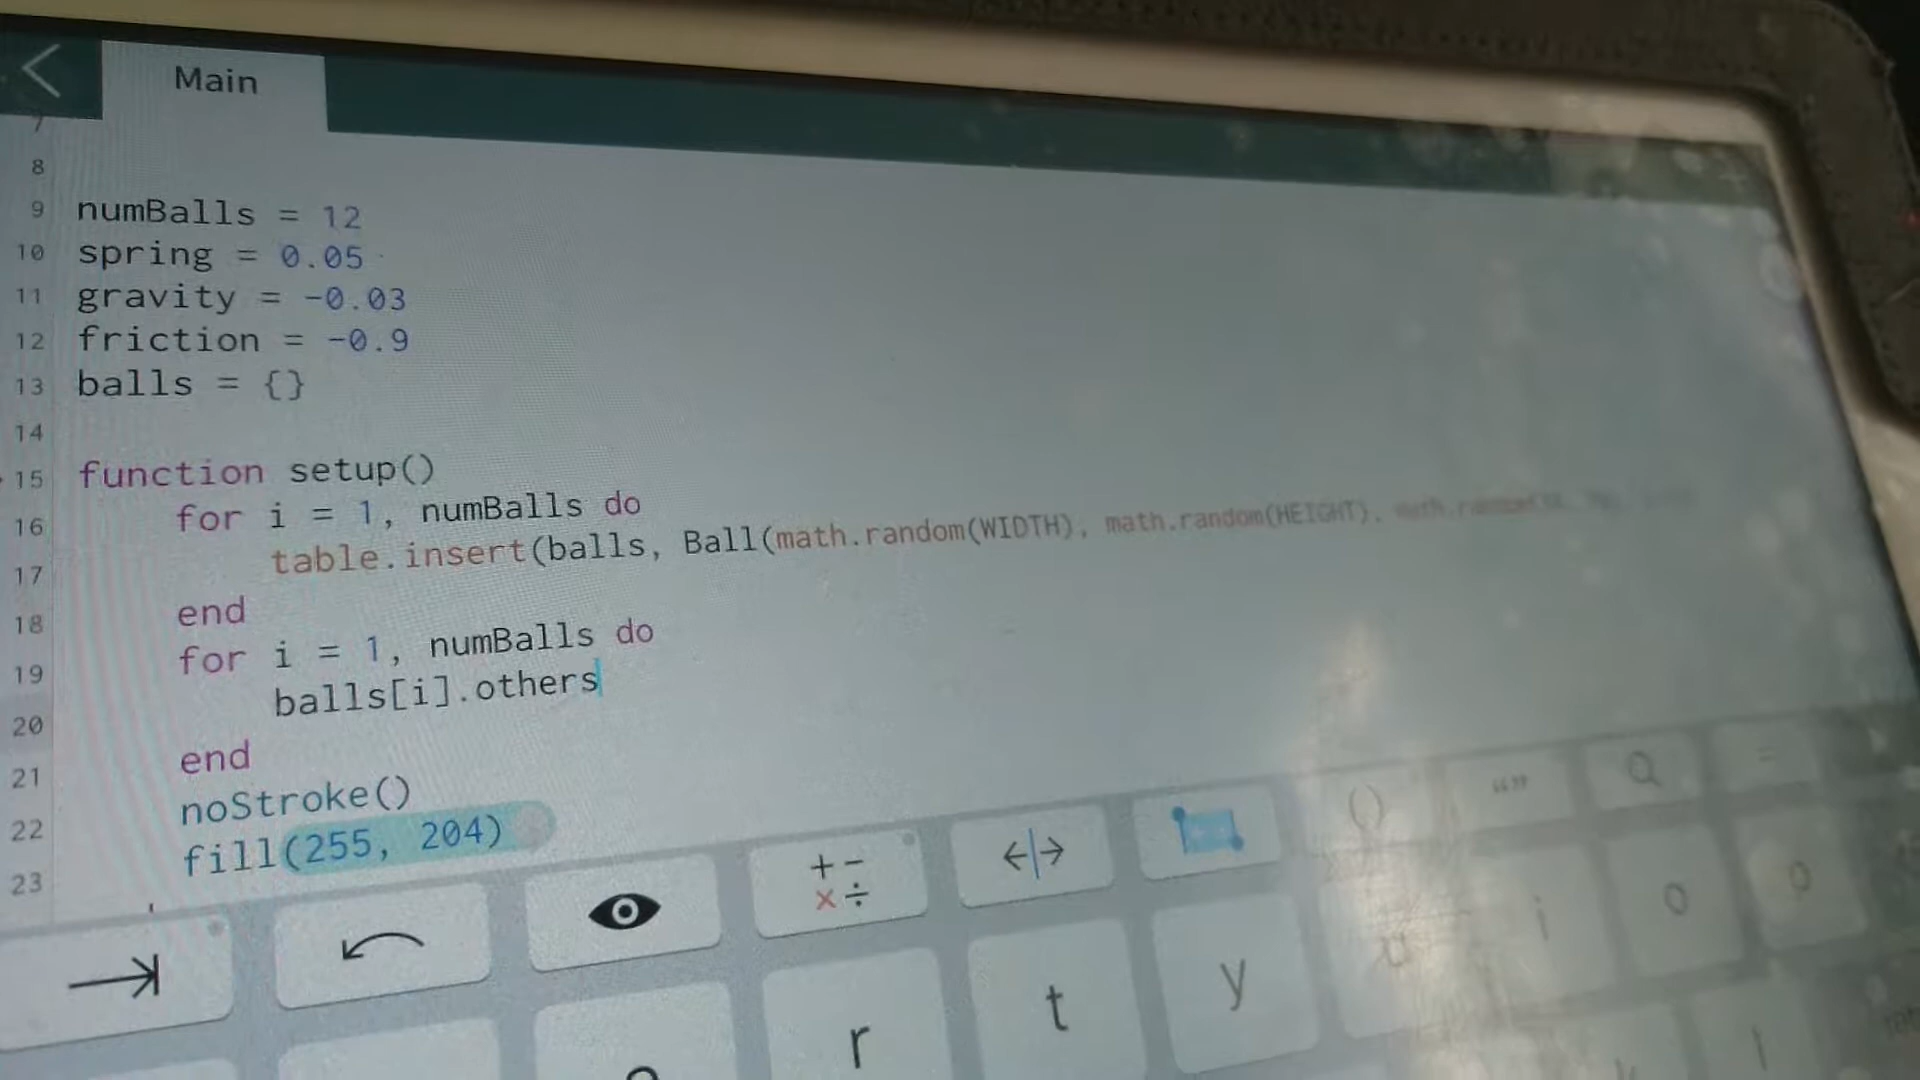 Main
7
8
9 numBalls = 12
10 spring = 0.05
11 gravity = -0.03
12 friction = -0.9
13 balls = {}
14
15 function setup()
16 for i = 1, numBalls do
17 table.insert(balls, Ball(math.random(WIDTH), math.random(HEIGHT), math.random(
18 end
19 for i = 1, numBalls do
20 balls[i].others
21 end
22 noStroke()
23 fill(255, 204)
+ - × ÷
() “”  =
r t y u i o p
l